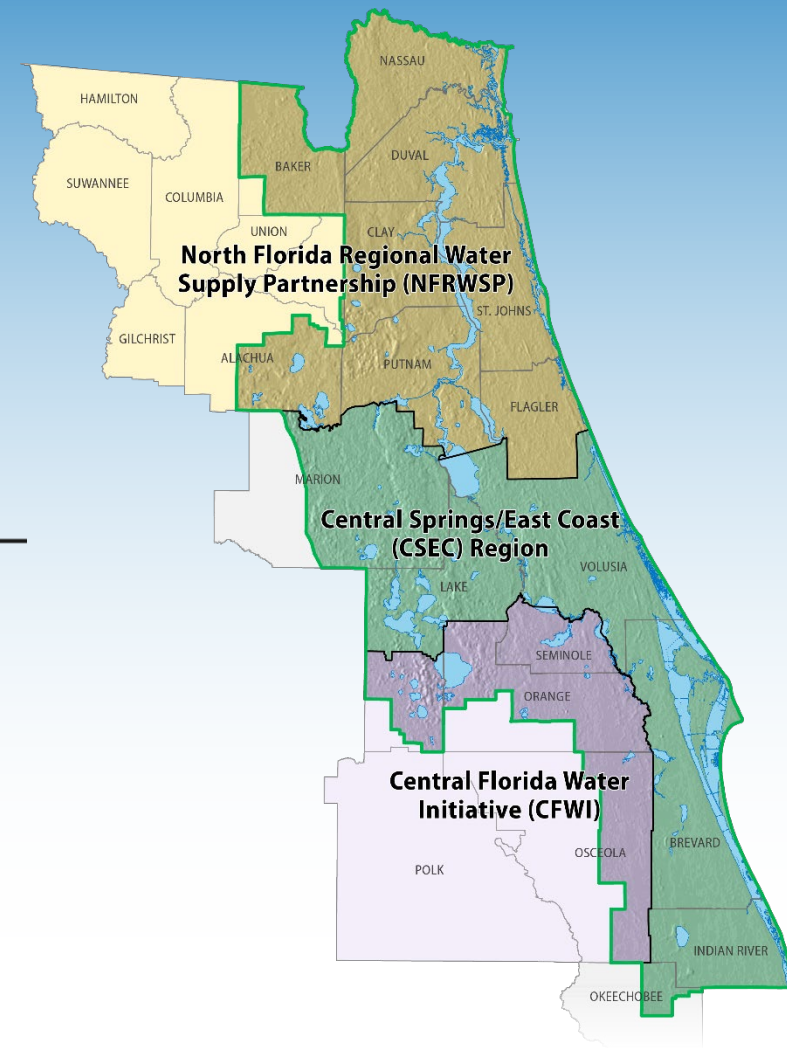 NASSAU
HAMILTON
DUVAL
BAKER
SUWANNEE
COLUMBIA
UNION
CLAY
North Florida Regional Water
Supply Partnership (NFRWSP)
ST. JOHNS
GILCHRIST
ALACHUA
PUTNAM
FLAGLER
MARION
Central Springs/East Coast
(CSEC) Region
VOLUSIA
LAKE
SEMINOLE
ORANGE
Central Florida Water
Initiative (CFWI)
BREVARD
OSCEOLA
POLK
INDIAN RIVER
OKEECHOBEE